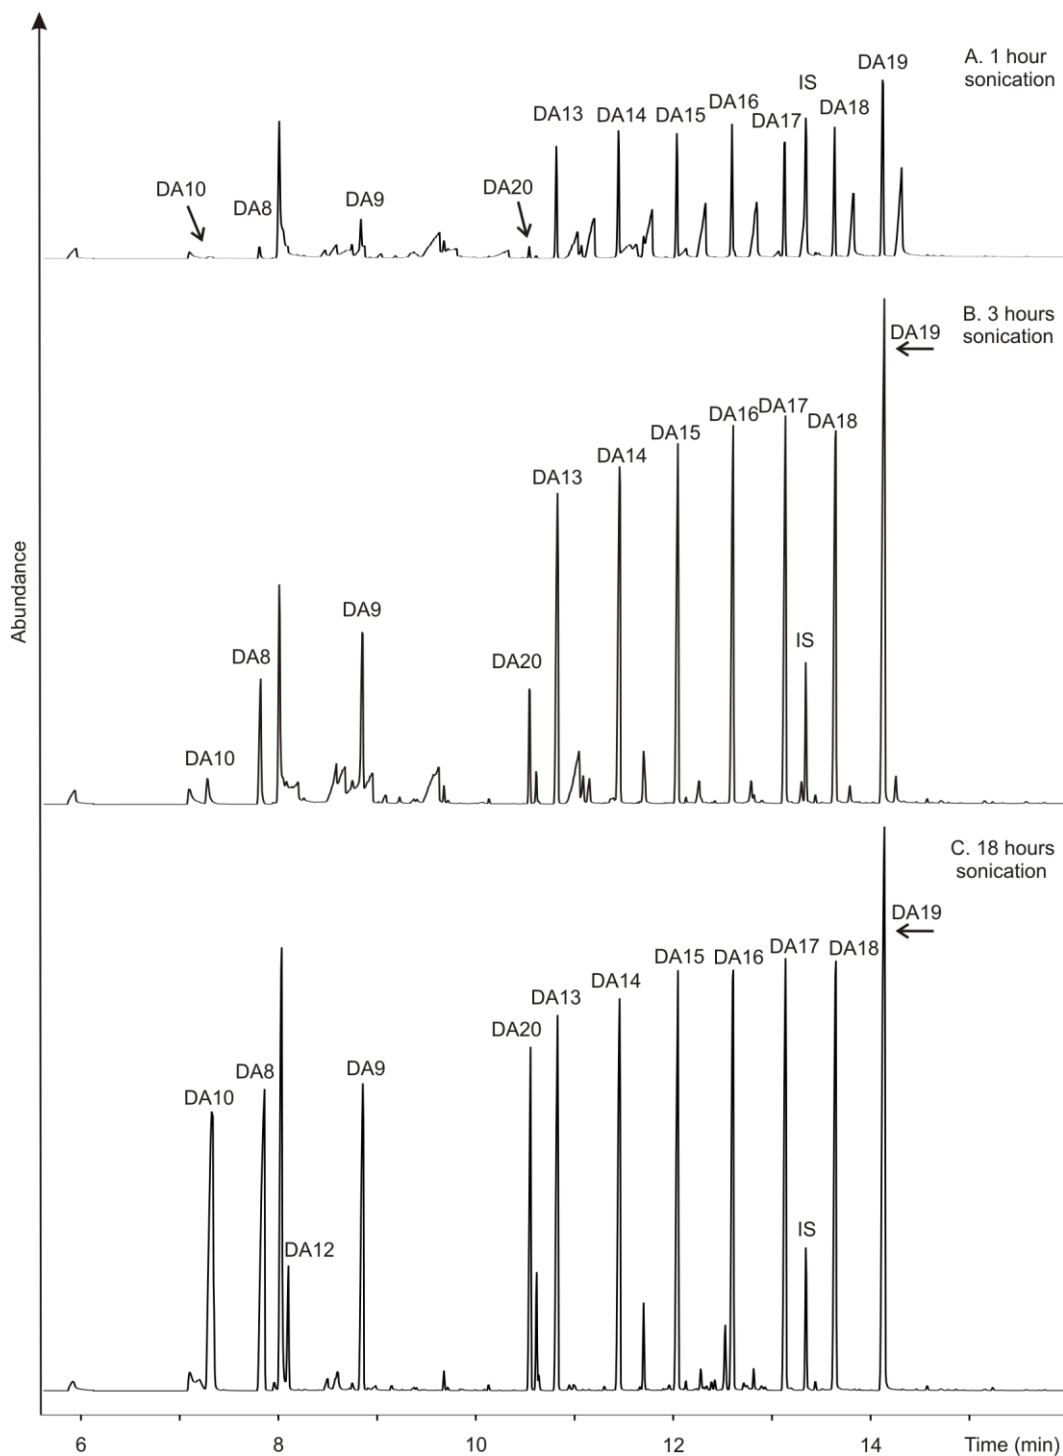 A. 1 hour
sonication
DA19
IS
DA16
DA18
DA13
DA14
DA15
DA17
DA10
DA20
DA8
DA9
B. 3 hours
sonication
DA19
DA17
DA16
DA18
DA15
DA14
DA13
DA9
IS
DA8
DA20
DA10
Abundance
C. 18 hours
sonication
DA19
DA17
DA18
DA15
DA16
DA14
DA13
DA20
DA8
DA9
DA10
IS
DA12
6 8 10 12 14 Time (min)